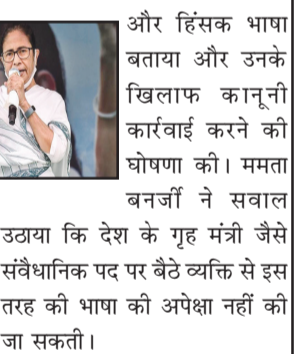 और हिंसक भाषा
बताया और उनके
खिलाफ कानूनी
कार्रवाई करने की
घोषणा की। ममता
बनर्जी ने सवाल
उठाया कि देश के गृह मंत्री जैसे
संवैधानिक पद पर बैठे व्यक्ति से इस
तरह की भाषा की अपेक्षा नहीं की
जा सकती।